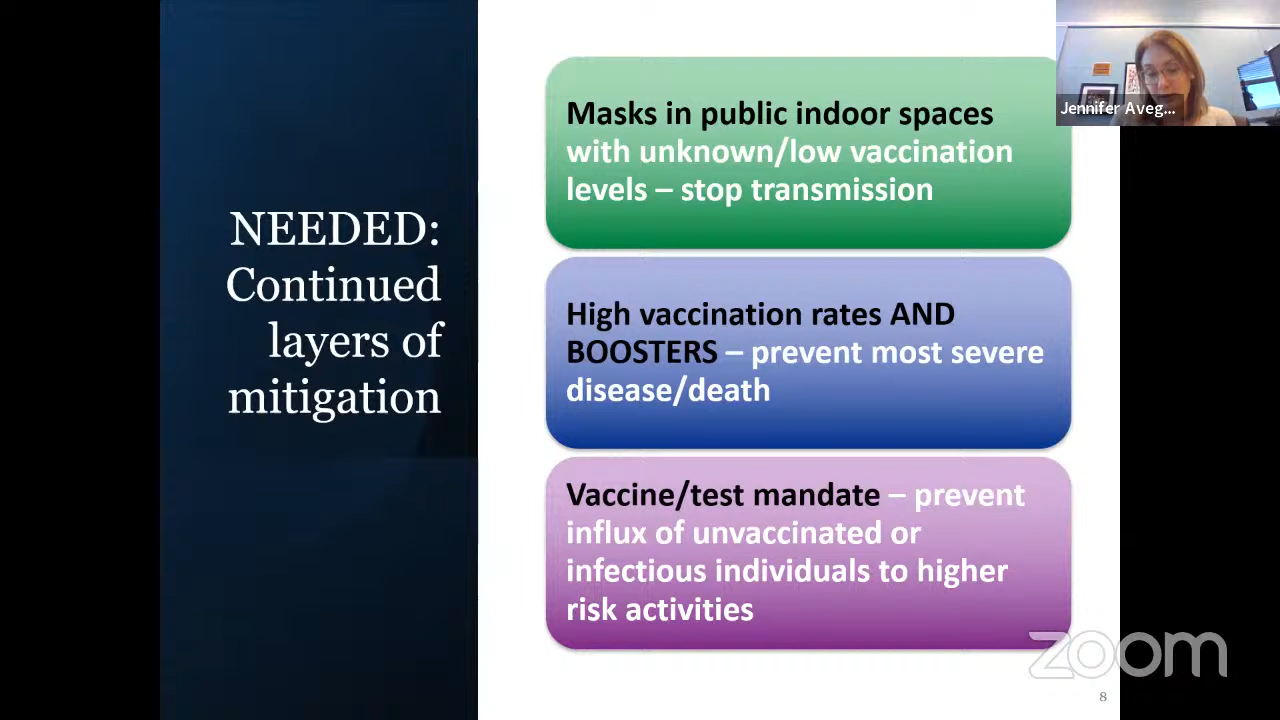 NEEDED:
Continued
layers of
mitigation
Masks in public indoor spaces
with unknown/low vaccination
levels – stop transmission
High vaccination rates AND
BOOSTERS – prevent most severe
disease/death
Vaccine/test mandate – prevent
influx of unvaccinated or
infectious individuals to higher
risk activities
Jennifer Aveg...
zoom
8